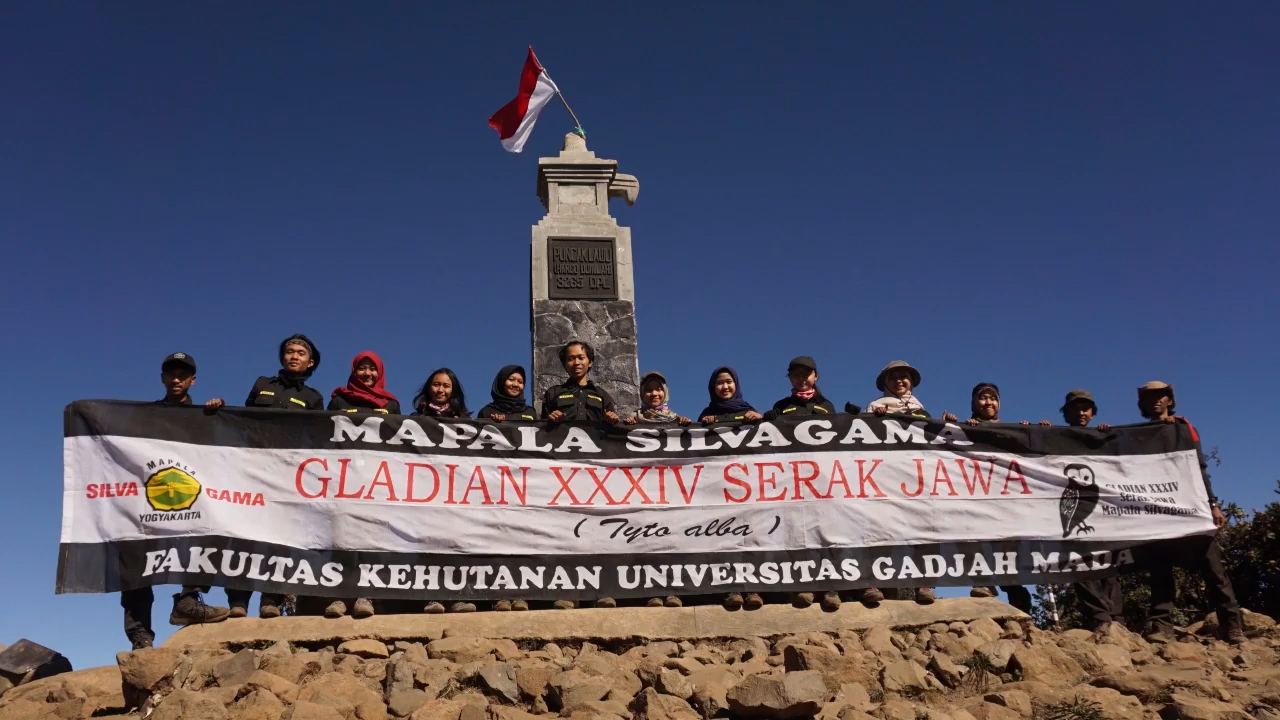 PUNCAK LAWU
(HARGO DUMILAH)
3265 DPL
MAPALA SILVAGAMA
GLADIAN XXXIV SERAK JAWA
( Tyto alba )
FAKULTAS KEHUTANAN UNIVERSITAS GADJAH MADA
MAPALA
SILVA GAMA
YOGYAKARTA
GLADIAN XXXIV
Serak Jawa
Mapala Silvagama